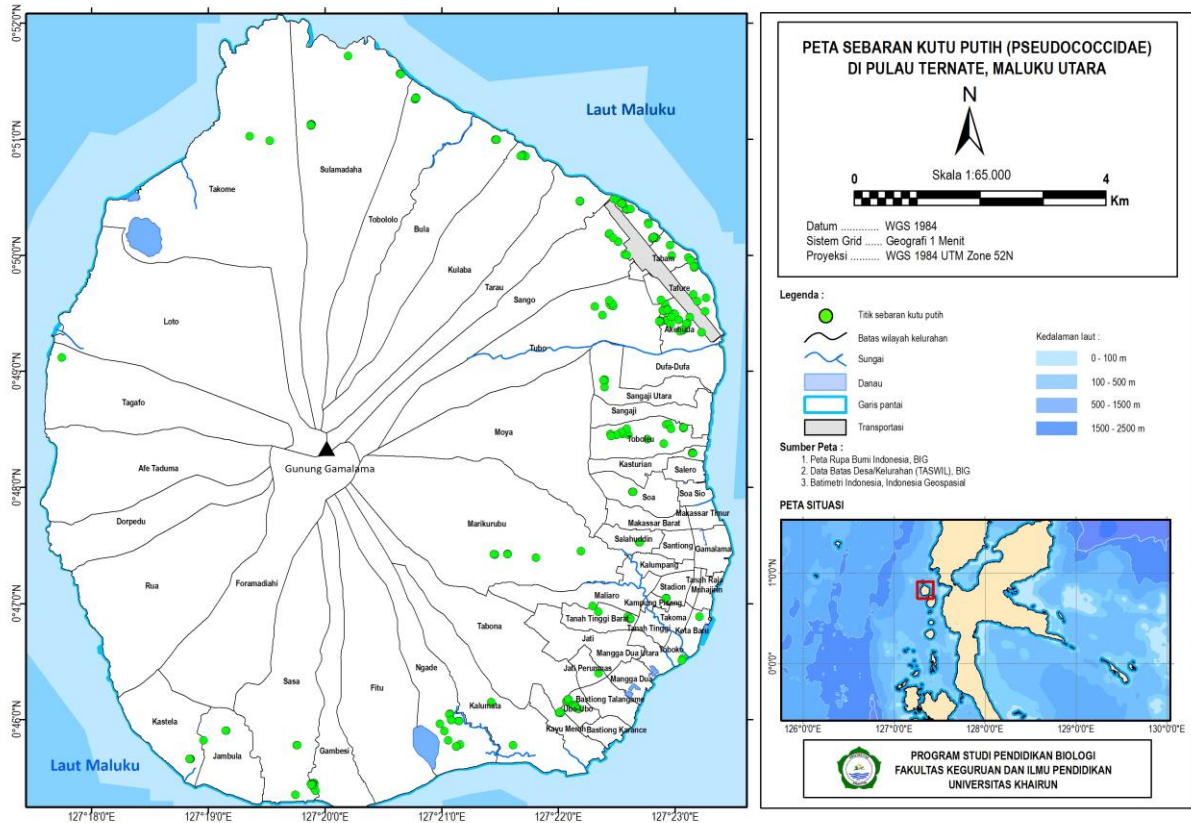 0°52'0"N
0°51'0"N
0°50'0"N
0°49'0"N
0°48'0"N
0°47'0"N
0°46'0"N
127°18'0"E
127°19'0"E
127°20'0"E
127°21'0"E
127°22'0"E
127°23'0"E
Laut Maluku
Sulamadaha
Takome
Tobololo
Bula
Kulaba
Tarau
Sango
Tabam
Tafure
Akehuda
Loto
Tubo
Dufa-Dufa
Tagafo
Sangaji Utara
Sangaji
Moya
Toboleu
Afe Taduma
Gunung Gamalama
Kasturian
Salero
Soa
Soa Sio
Dorpedu
Makassar Timur
Marikurubu
Makassar Barat
Salahuddin
Santiong
Gamalama
Kalumpang
Rua
Foramadiahi
Stadion
Tanah Raja
Muhajirin
Maliaro
Kampung Pisang
Takoma
Tanah Tinggi Barat
Tanah Tinggi
Kota Baru
Tabona
Jati
Toboko
Mangga Dua Utara
Jati Perumnas
Mangga Dua
Ngade
Sasa
Fitu
Kalumata
Bastiong Talangame
Ubo-Ubo
Kastela
Kayu Merah
Bastiong Karance
Jambula
Gambesi
Laut Maluku
PETA SEBARAN KUTU PUTIH (PSEUDOCOCCIDAE)
DI PULAU TERNATE, MALUKU UTARA
N
Skala 1:65.000
0
4
Km
Datum ............. WGS 1984
Sistem Grid ...... Geografi 1 Menit
Proyeksi .......... WGS 1984 UTM Zone 52N
Legenda :
Titik sebaran kutu putih
Batas wilayah kelurahan
Sungai
Danau
Garis pantai
Transportasi
Kedalaman laut :
0 - 100 m
100 - 500 m
500 - 1500 m
1500 - 2500 m
Sumber Peta :
1. Peta Rupa Bumi Indonesia, BIG
2. Data Batas Desa/Kelurahan (TASWIL), BIG
3. Batimetri Indonesia, Indonesia Geospasial
PETA SITUASI
1°0'0"N
0°0'0"
126°0'0"E
127°0'0"E
128°0'0"E
129°0'0"E
130°0'0"E
PROGRAM STUDI PENDIDIKAN BIOLOGI
FAKULTAS KEGURUAN DAN ILMU PENDIDIKAN
UNIVERSITAS KHAIRUN